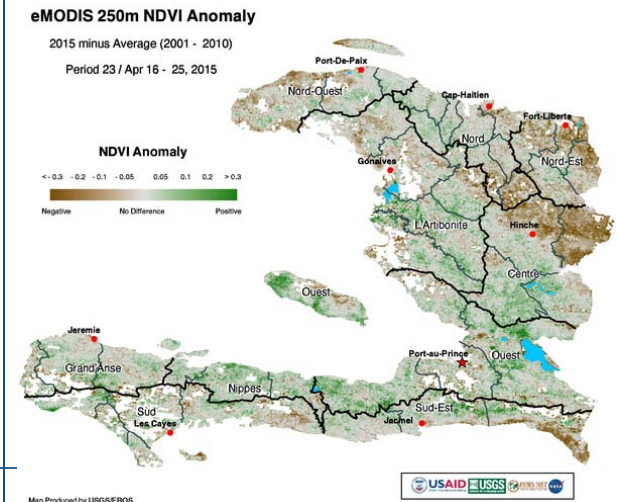 eMODIS 250m NDVI Anomaly
2015 minus Average (2001 - 2010)
Period 23 / Apr 16 - 25, 2015
Port-De-Paix
Nord-Ouest
Cap-Haitien
Fort-Liberte
Nord
Nord-Est
NDVI Anomaly
Gonaives
<- 0.3 -0.2 -0.1 0.05 0.05 0.1 0.2 > 0.3
Negative No Difference Positive
L'Artibonite
Hinche
Centre
Ouest
Jeremie
Port-au-Prince
Ouest
Grand'Anse
Nippes
Sud
Les Cayes
Sud-Est
Jacmel
USAID
USGS
FEWS NET
Map Produced by USGS/EROS